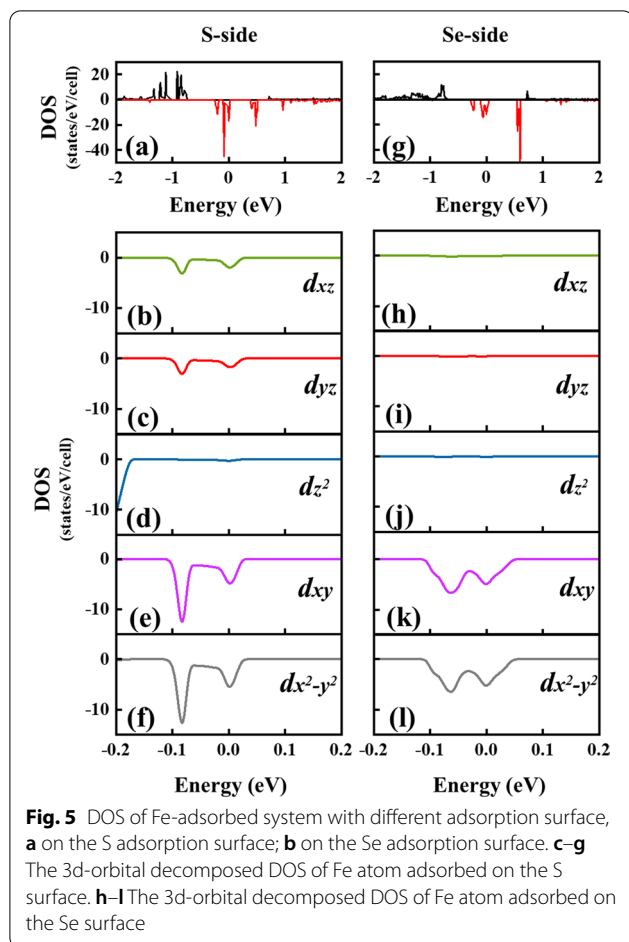 S-side
Se-side
DOS
(states/eV/cell)
20
0
-20
-40
(a)
(g)
-2 -1 0 1 2
-2 -1 0 1 2
Energy (eV)
Energy (eV)
0
-10
dxz
(b)
dxz
(h)
0
-10
dyz
(c)
dyz
(i)
DOS
(states/eV/cell)
0
-10
dz²
(d)
dz²
(j)
0
-10
dxy
(e)
dxy
(k)
0
-10
dx²-y²
(f)
dx²-y²
(l)
-0.2 -0.1 0.0 0.1 0.2
-0.2 -0.1 0.0 0.1 0.2
Energy (eV)
Energy (eV)
Fig. 5 DOS of Fe-adsorbed system with different adsorption surface,
a on the S adsorption surface; b on the Se adsorption surface. c–g
The 3d-orbital decomposed DOS of Fe atom adsorbed on the S
surface. h–l The 3d-orbital decomposed DOS of Fe atom adsorbed on
the Se surface